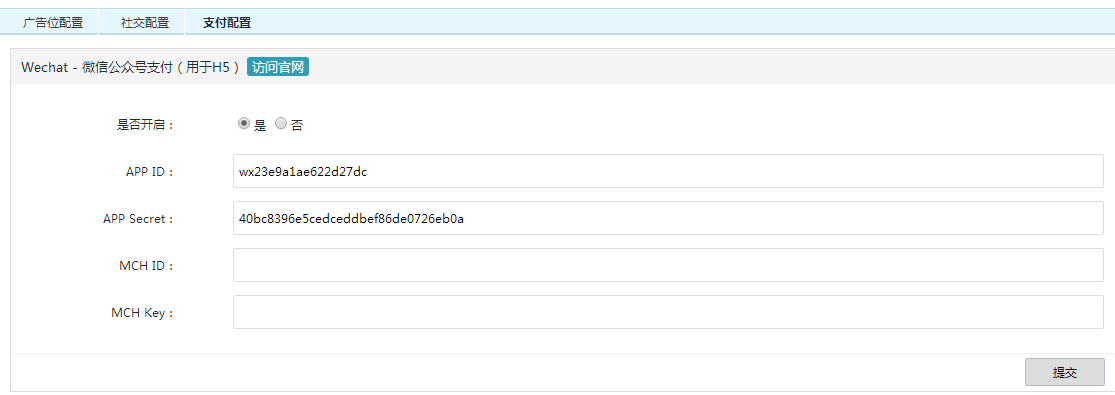 广告位配置 社交配置 支付配置
Wechat - 微信公众号支付（用于H5） 访问官网
是否开启： 是 否
APP ID： wx23e9a1ae622d27dc
APP Secret： 40bc8396e5cedceddbef86de0726eb0a
MCH ID：
MCH Key：
提交